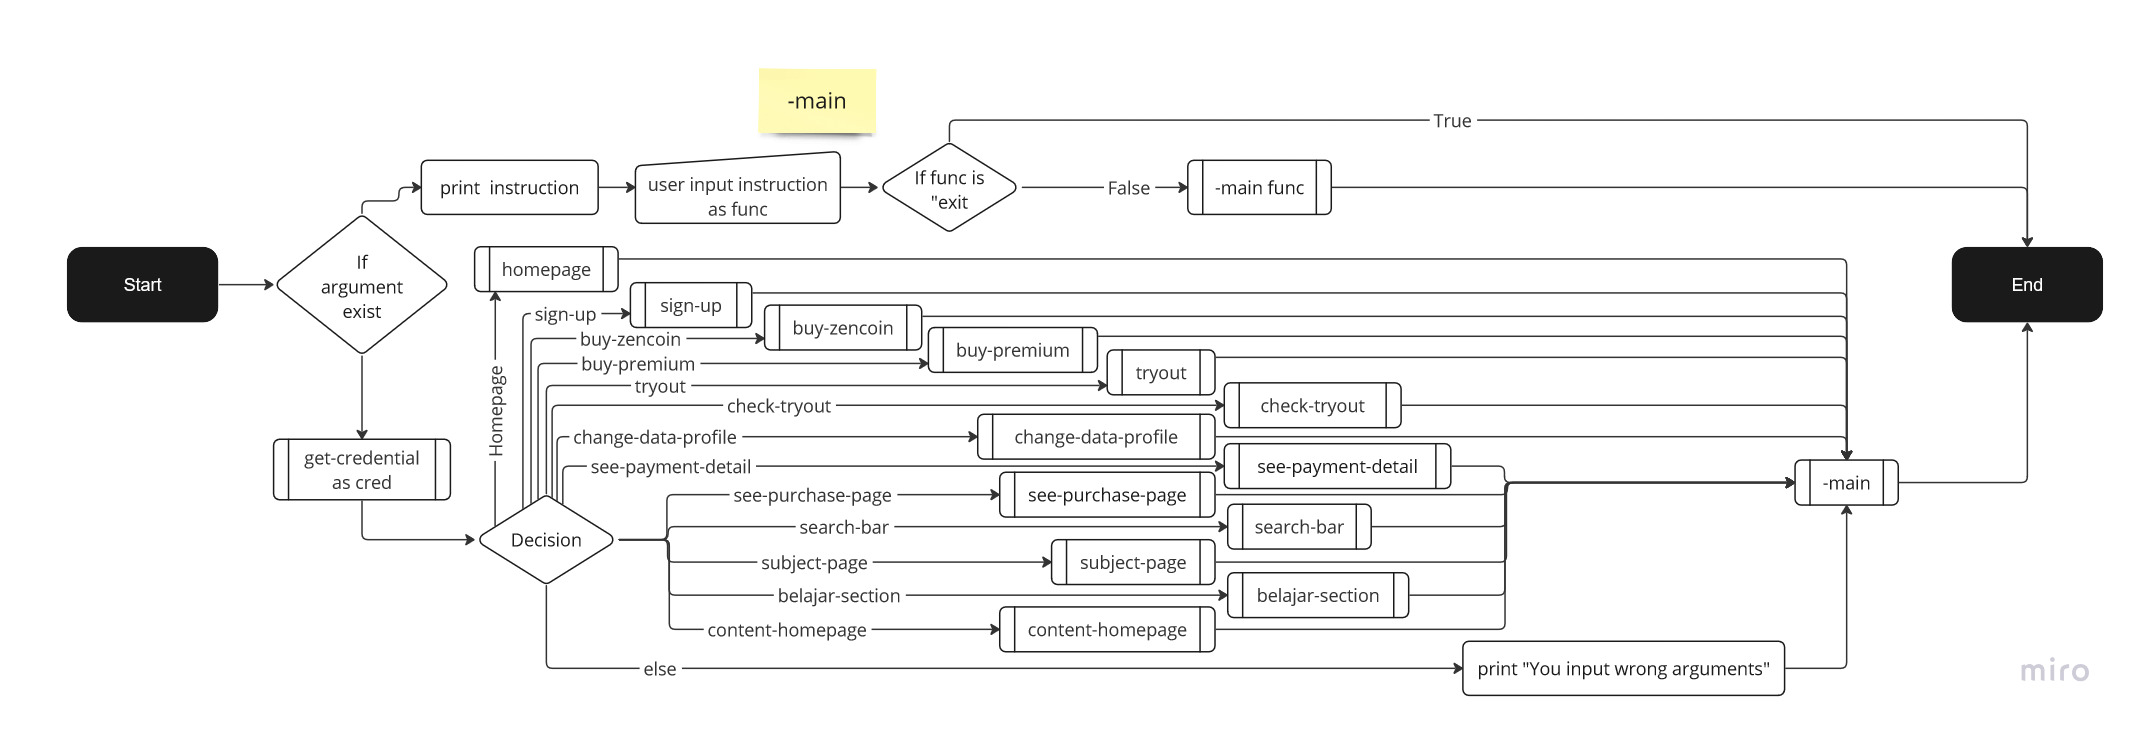 -main
True
print  instruction
user input instruction
as func
If func is
"exit
False
-main func
Start
If
argument
exist
End
homepage
sign-up
sign-up
buy-zencoin
buy-zencoin
buy-premium
buy-premium
tryout
tryout
Homepage
check-tryout
check-tryout
change-data-profile
change-data-profile
get-credential
as cred
see-payment-detail
see-payment-detail
-main
see-purchase-page
see-purchase-page
search-bar
search-bar
Decision
subject-page
subject-page
belajar-section
belajar-section
content-homepage
content-homepage
else
print "You input wrong arguments"
miro